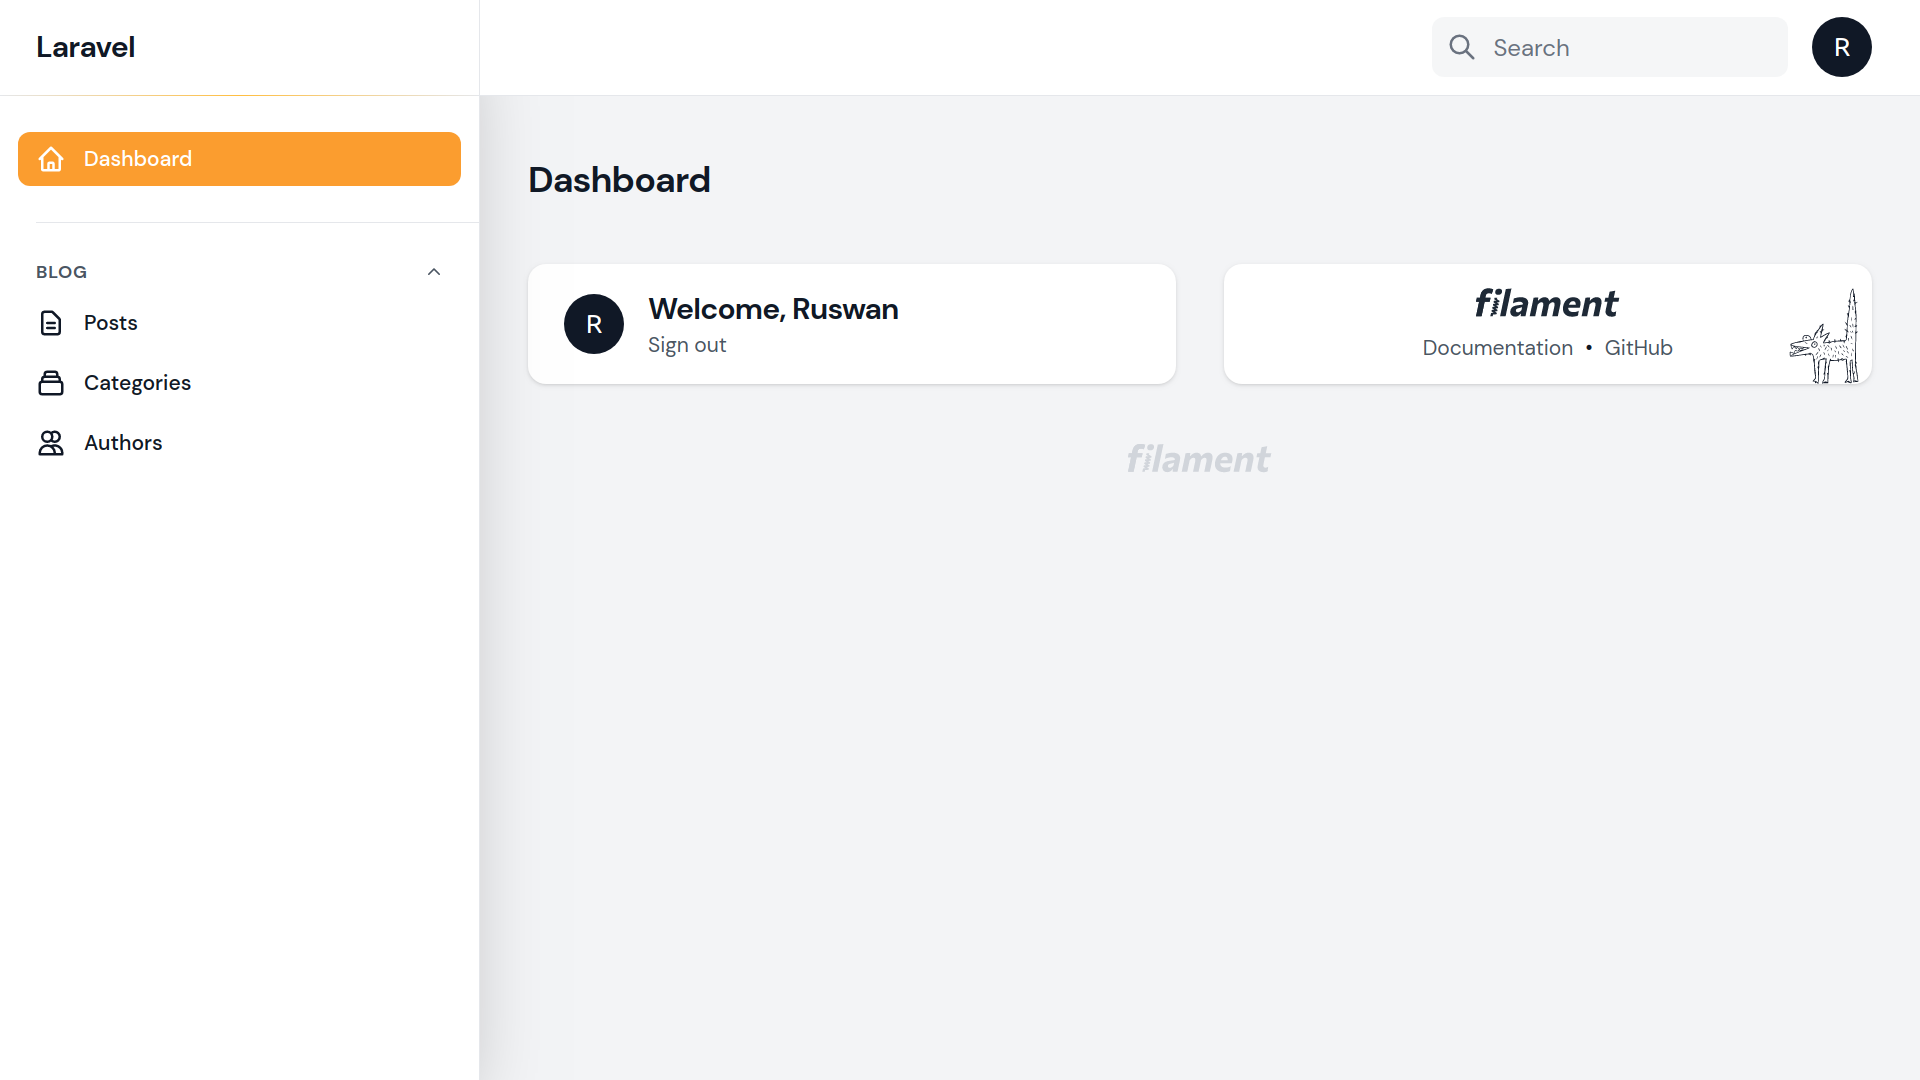 Laravel
Search
R
Dashboard
BLOG
Posts
Categories
Authors
Dashboard
R
Welcome, Ruswan
Sign out
filament
Documentation • GitHub
filament